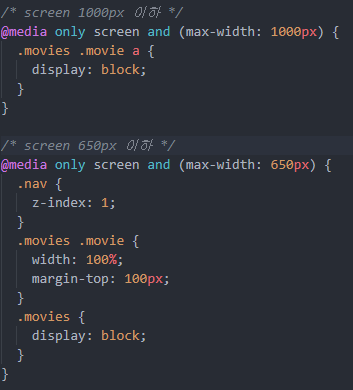 /* screen 1000px 이하 */
@media only screen and (max-width: 1000px) {
  .movies .movie a {
    display: block;
  }
}

/* screen 650px 이하 */
@media only screen and (max-width: 650px) {
  .nav {
    z-index: 1;
  }
  .movies .movie {
    width: 100%;
    margin-top: 100px;
  }
  .movies {
    display: block;
  }
}